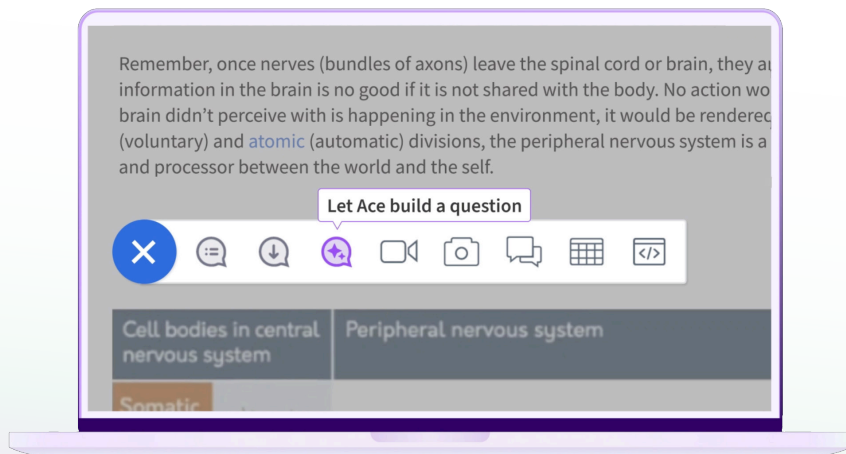 Remember, once nerves (bundles of axons) leave the spinal cord or brain, they
information in the brain is no good if it is not shared with the body. No action
brain didn't perceive with is happening in the environment, it would be rendered
(voluntary) and atomic (automatic) divisions, the peripheral nervous system is a
and processor between the world and the self.
Let Ace build a question
Cell bodies in central
nervous system
Peripheral nervous system
Somatic